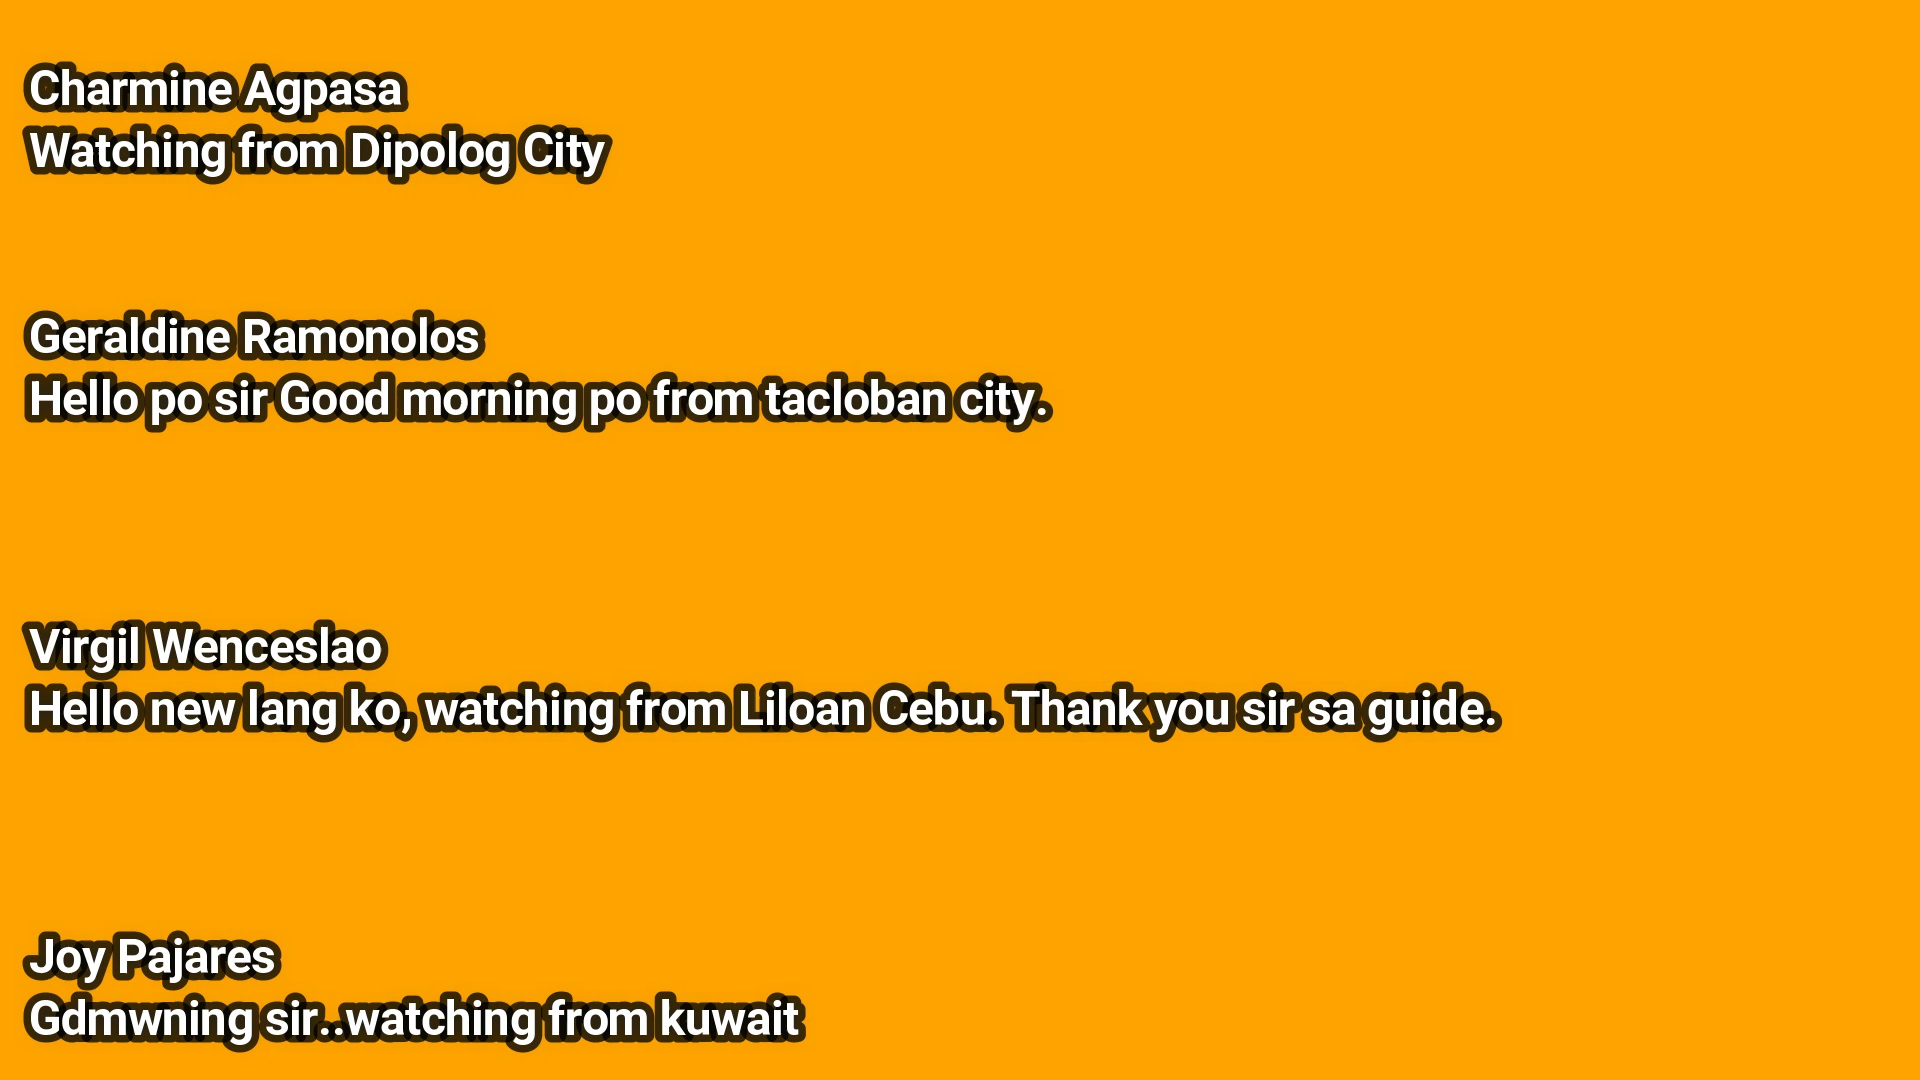 Charmine Agpasa
Watching from Dipolog City
Geraldine Ramonolos
Hello po sir Good morning po from tacloban city.
Virgil Wenceslao
Hello new lang ko, watching from Liloan Cebu. Thank you sir sa guide.
Joy Pajares
Gdmwning sir..watching from kuwait